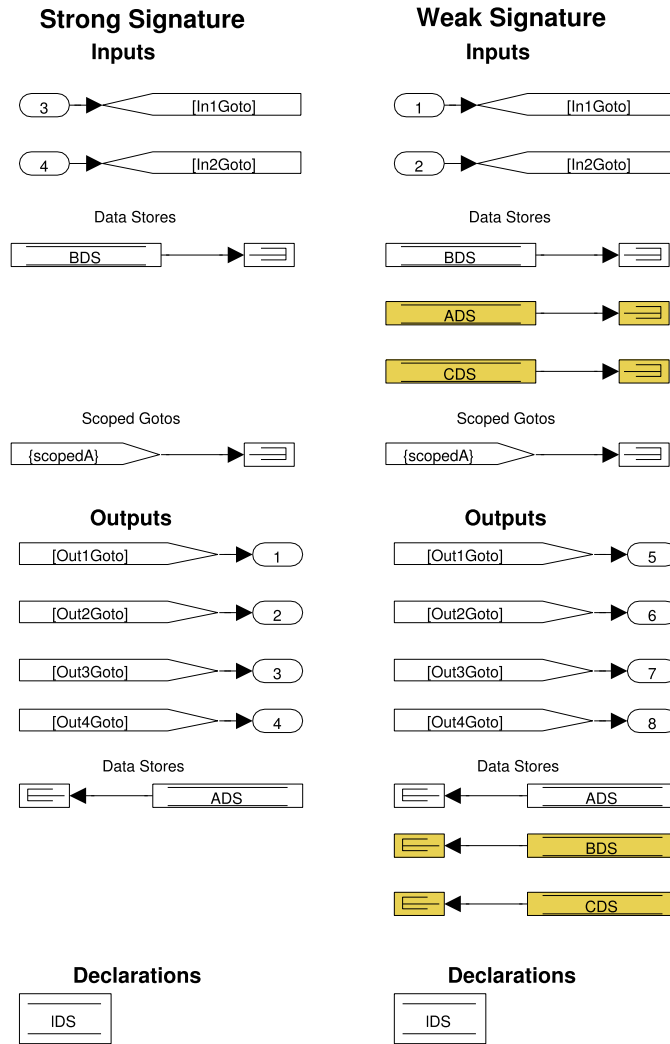 Strong Signature
Inputs
3 [In1Goto]
4 [In2Goto]
Data Stores
BDS
Scoped Gotos
{scopedA}
Outputs
[Out1Goto] 1
[Out2Goto] 2
[Out3Goto] 3
[Out4Goto] 4
Data Stores
ADS
Declarations
IDS
Weak Signature
Inputs
1 [In1Goto]
2 [In2Goto]
Data Stores
BDS
ADS
CDS
Scoped Gotos
{scopedA}
Outputs
[Out1Goto] 5
[Out2Goto] 6
[Out3Goto] 7
[Out4Goto] 8
Data Stores
ADS
BDS
CDS
Declarations
IDS